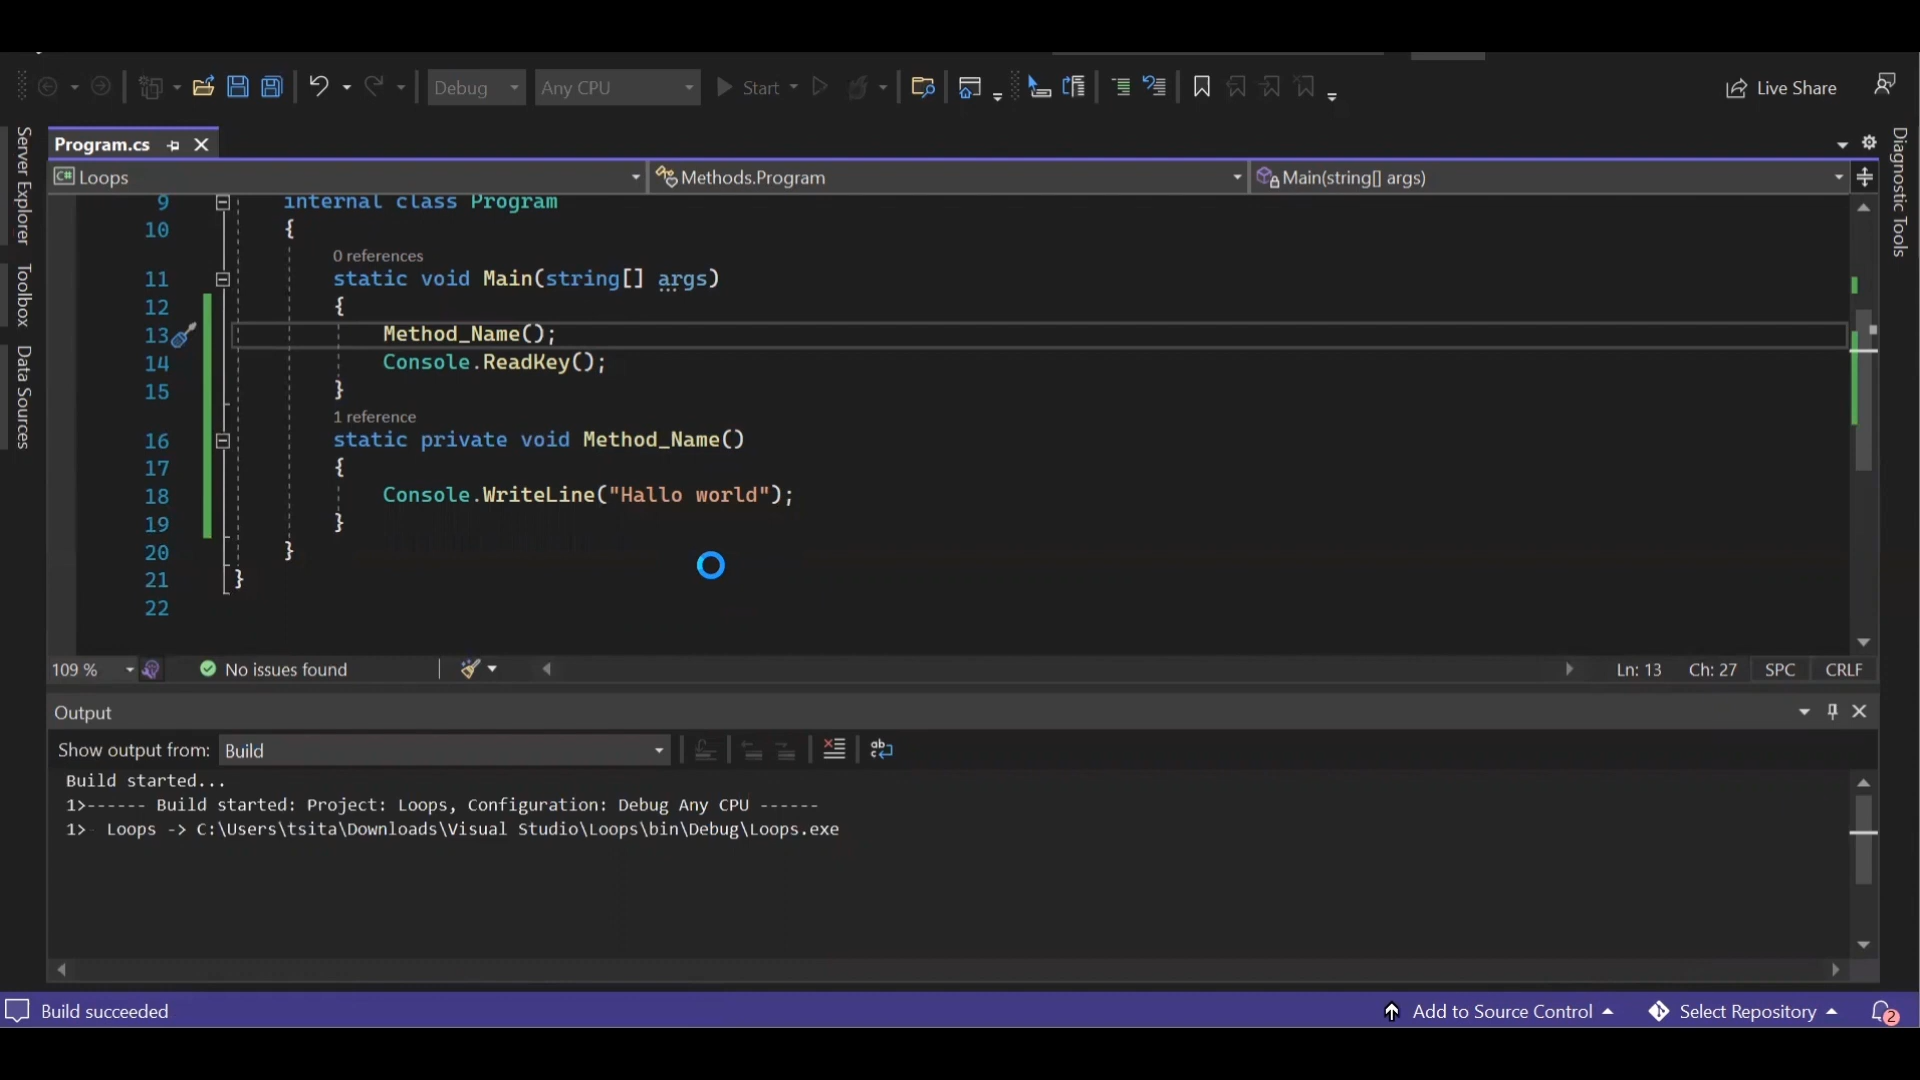 Debug
Any CPU
Start
Live Share
Server Explorer
Toolbox
Data Sources
Diagnostic Tools
Program.cs
C# Loops
Methods.Program
Main(string[] args)
9 internal class Program
10 {
0 references
11 static void Main(string[] args)
12 {
13 Method_Name();
14 Console.ReadKey();
15 }
1 reference
16 static private void Method_Name()
17 {
18 Console.WriteLine("Hallo world");
19 }
20 }
21 }
22
109 %
No issues found
Ln: 13 Ch: 27 SPC CRLF
Output
Show output from: Build
Build started...
1>------ Build started: Project: Loops, Configuration: Debug Any CPU ------
1> Loops -> C:\Users\tsita\Downloads\Visual Studio\Loops\bin\Debug\Loops.exe
Build succeeded
Add to Source Control
Select Repository
2